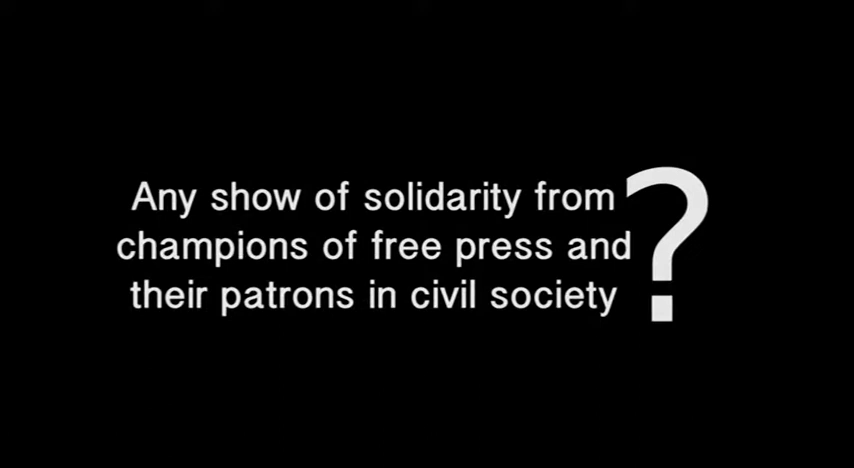 Any show of solidarity from
champions of free press and
their patrons in civil society?